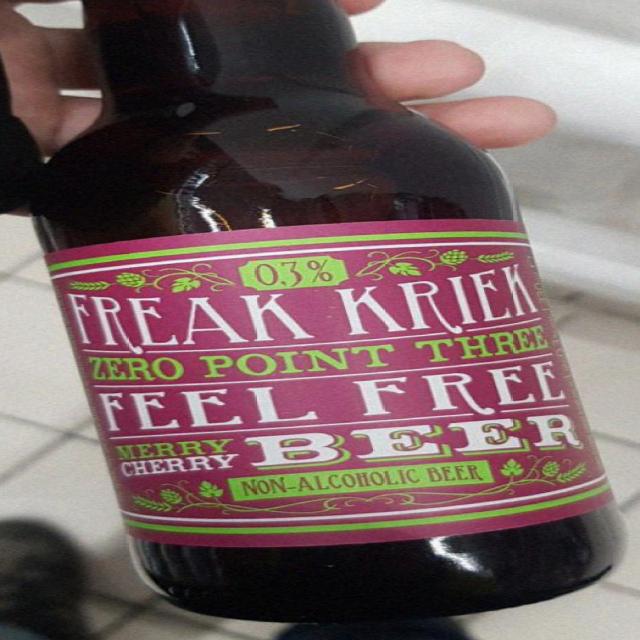 0.3%
FREAK KRIEK
ZERO POINT THREE
FEEL FREE
MERRY CHERRY BEER
NON-ALCOHOLIC BEER